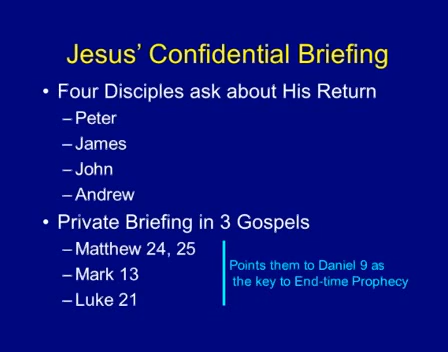 Jesus’ Confidential Briefing
• Four Disciples ask about His Return
– Peter
– James
– John
– Andrew
• Private Briefing in 3 Gospels
– Matthew 24, 25
– Mark 13
– Luke 21
Points them to Daniel 9 as
the key to End-time Prophecy